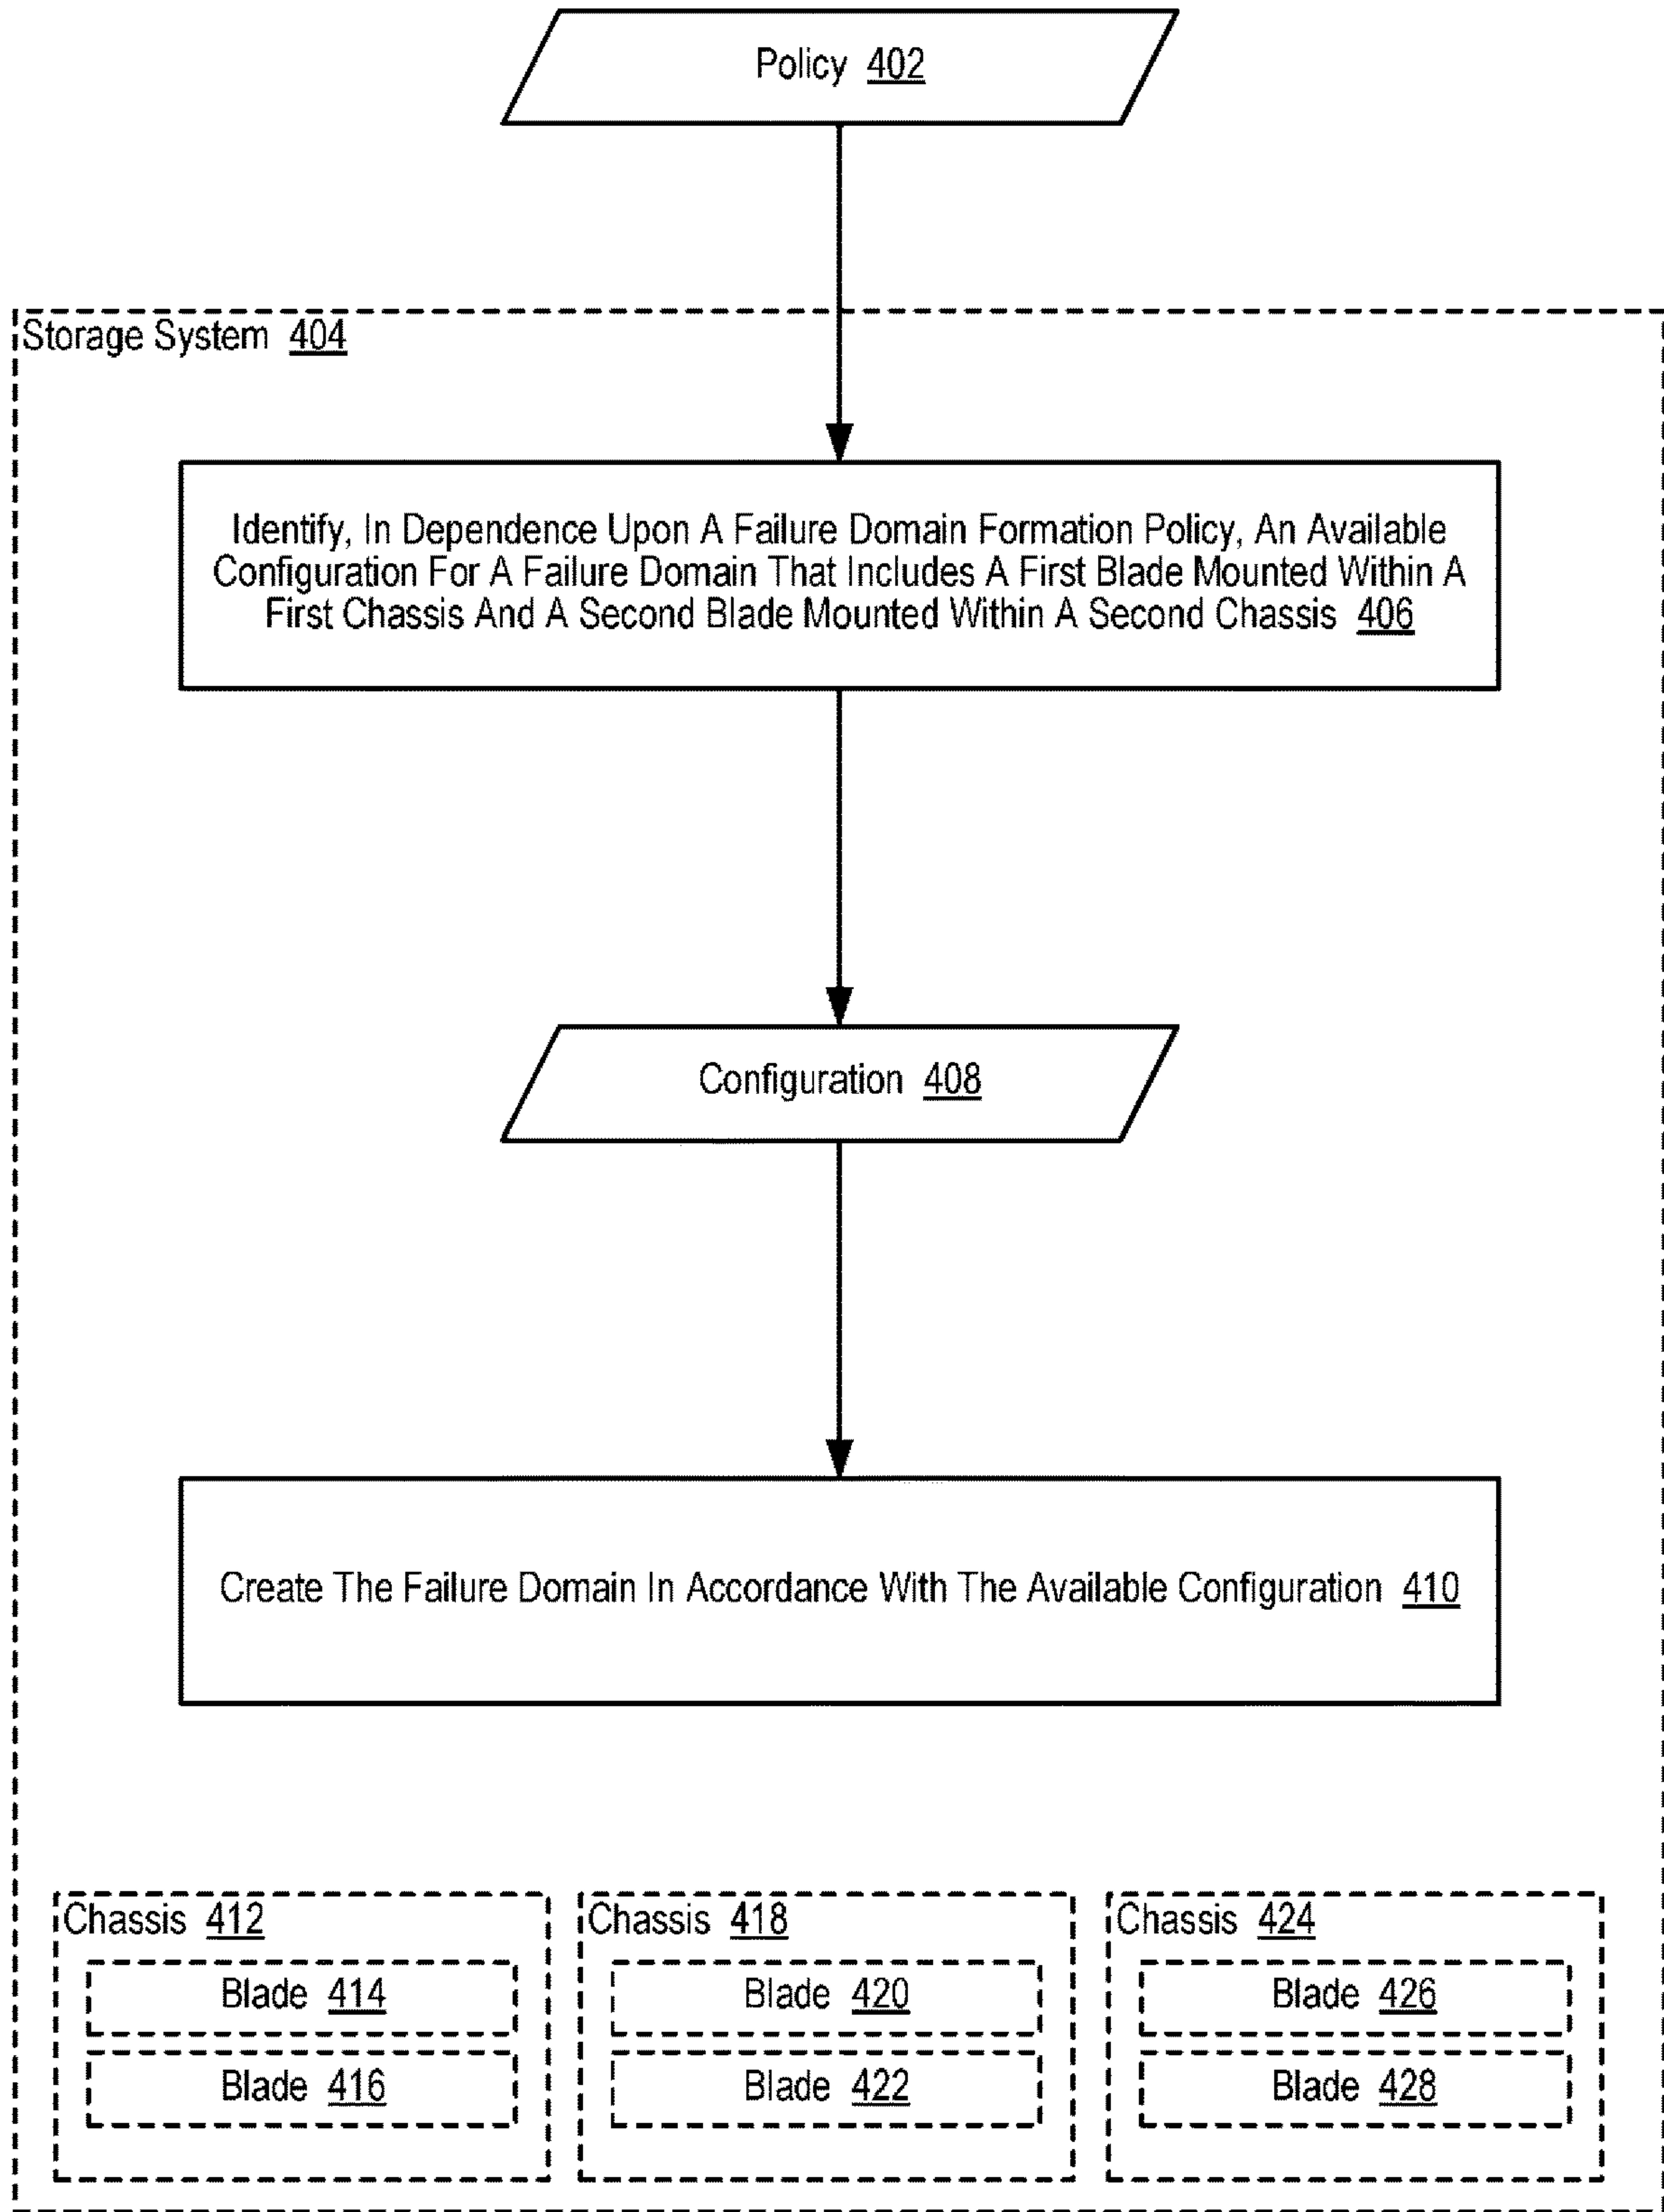 Policy 402
Storage System 404
Identify, In Dependence Upon A Failure Domain Formation Policy, An Available
Configuration For A Failure Domain That Includes A First Blade Mounted Within A
First Chassis And A Second Blade Mounted Within A Second Chassis 406
Configuration 408
Create The Failure Domain In Accordance With The Available Configuration 410
Chassis 412
Blade 414
Blade 416
Chassis 418
Blade 420
Blade 422
Chassis 424
Blade 426
Blade 428